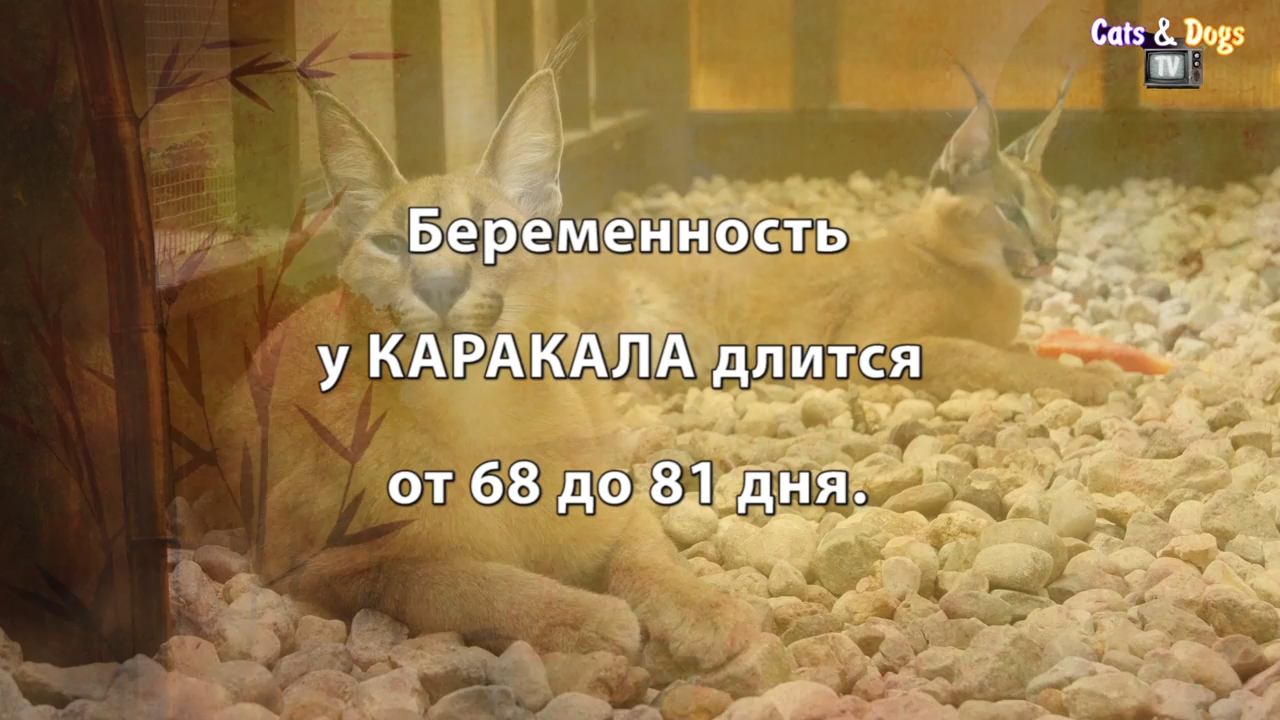 Cats & Dogs
TV
Беременность
у КАРАКАЛА длится
от 68 до 81 дня.